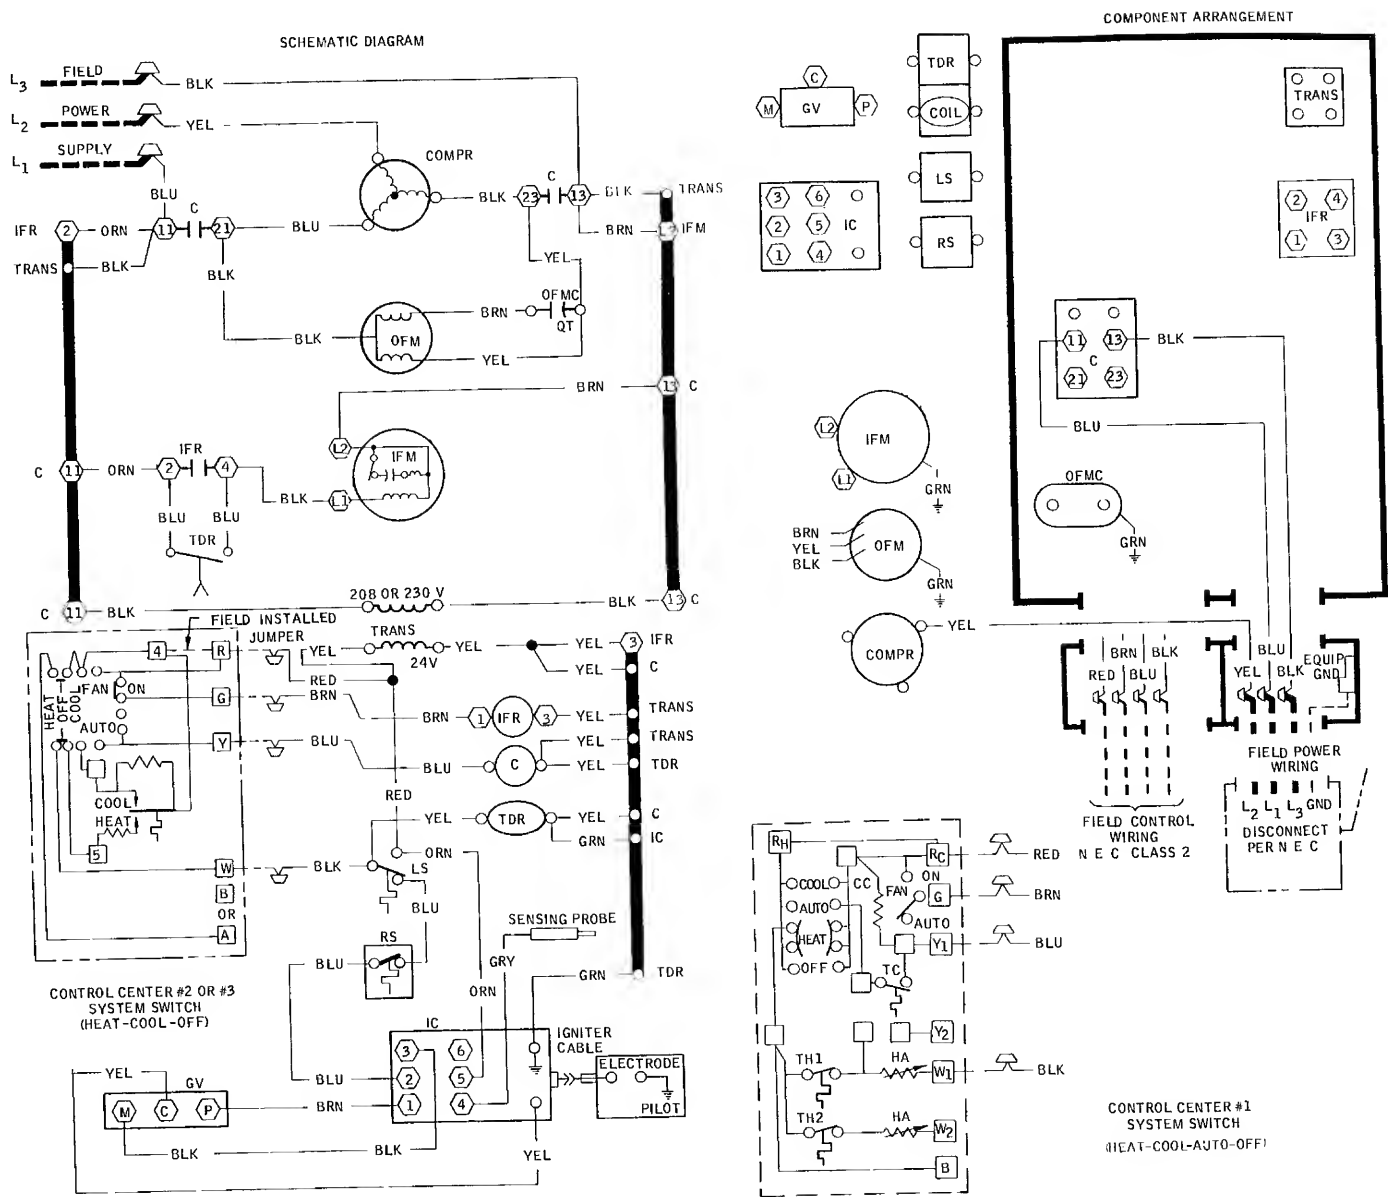 SCHEMATIC DIAGRAM
L3 FIELD BLK
L2 POWER YEL
L1 SUPPLY
BLU
COMPR
BLK 23 C 13 BLK TRANS
IFR 2 ORN 11 C 21 BLU
BRN IFM
TRANS BLK
BLK
YEL
OFMC
QT
BRN
OFM
BLK
YEL
BRN 13 C
L2
IFM
C 11 ORN 2 IFR 4
BLK L1
BLU BLU
TDR
208 OR 230 V
C 11 BLK BLK 13 C
FIELD INSTALLED
JUMPER
4 R
YEL TRANS YEL YEL 3 IFR
24V
YEL C
RED
HEAT
OFF
COOL
FAN ON
AUTO
G BRN
BRN 1 IFR 3 YEL TRANS
Y BLU
YEL TRANS
BLU C YEL TDR
RED
COOL
HEAT
5
YEL TDR YEL C
GRN IC
ORN
W BLK LS
B
OR
A
BLU
SENSING PROBE
RS
BLU
GRY
GRN TDR
ORN
CONTROL CENTER #2 OR #3
SYSTEM SWITCH
(HEAT-COOL-OFF)
IC
3 6
2 5
1 4
IGNITER
CABLE
ELECTRODE
PILOT
YEL
GV
M C P
BLU
BRN
BLK BLK
YEL
COMPONENT ARRANGEMENT
C
M GV P
TDR
COIL
TRANS
3 6
2 5 IC
1 4
LS
RS
2 4
IFR
1 3
11 13 BLK
C
21 23
BLU
L2
IFM
L1
GRN
OFMC
GRN
BRN
YEL
BLK
OFM
GRN
YEL
COMPR
RED
BRN
BLU
BLK
YEL
BLU
BLK
EQUIP
GND
FIELD POWER
WIRING
L2 L1 L3 GND
DISCONNECT
PER N E C
FIELD CONTROL
WIRING
N E C CLASS 2
RH RC RED
ON
COOL CC FAN G BRN
AUTO
AUTO
HEAT Y1 BLU
OFF TC
Y2
TH1 HA W1 BLK
TH2 HA W2
B
CONTROL CENTER #1
SYSTEM SWITCH
(HEAT-COOL-AUTO-OFF)